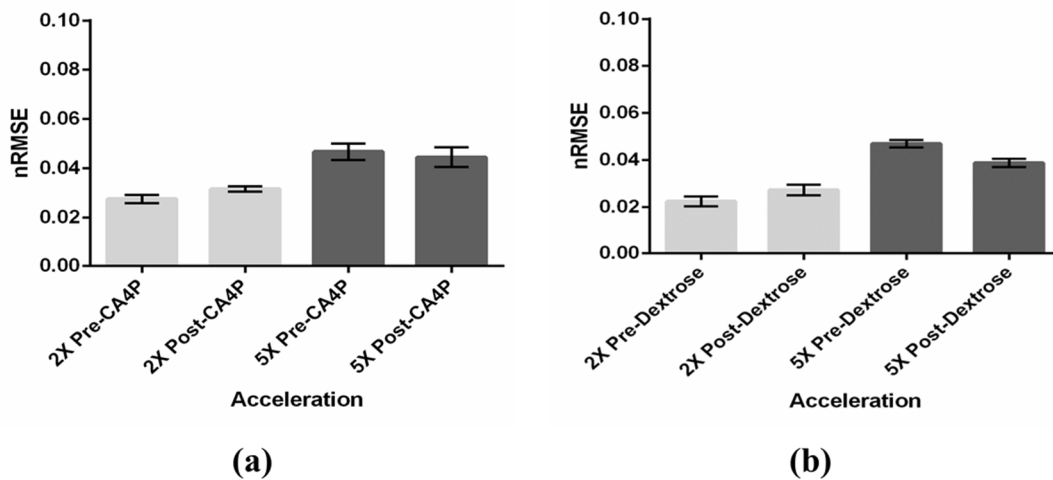 0.10
0.08
0.06
0.04
0.02
0.00
nRMSE
2X Pre-CA4P
2X Post-CA4P
5X Pre-CA4P
5X Post-CA4P
Acceleration
(a)
0.10
0.08
0.06
0.04
0.02
0.00
nRMSE
2X Pre-Dextrose
2X Post-Dextrose
5X Pre-Dextrose
5X Post-Dextrose
Acceleration
(b)